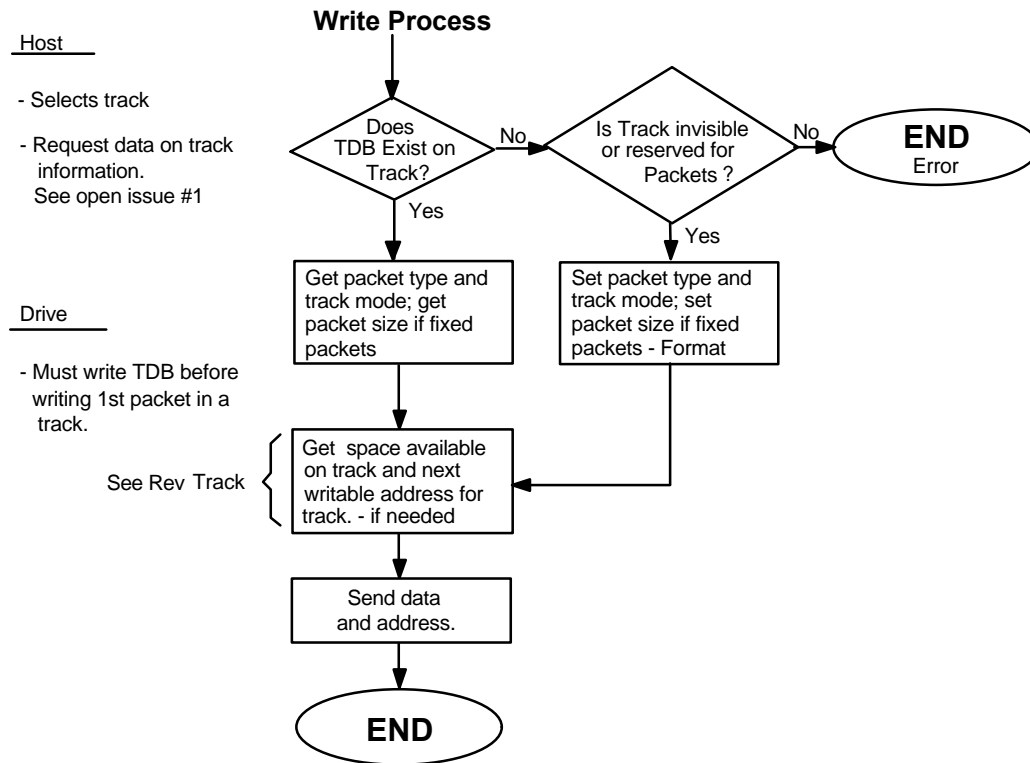 Write Process
Host
- Selects track
- Request data on track
information.
See open issue #1
Does
TDB Exist on
Track?
No
Is Track invisible
or reserved for
Packets ?
No
END
Error
Yes
Yes
Get packet type and
track mode; get
packet size if fixed
packets
Set packet type and
track mode; set
packet size if fixed
packets - Format
Drive
- Must write TDB before
writing 1st packet in a
track.
See Rev Track
Get space available
on track and next
writable address for
track. - if needed
Send data
and address.
END